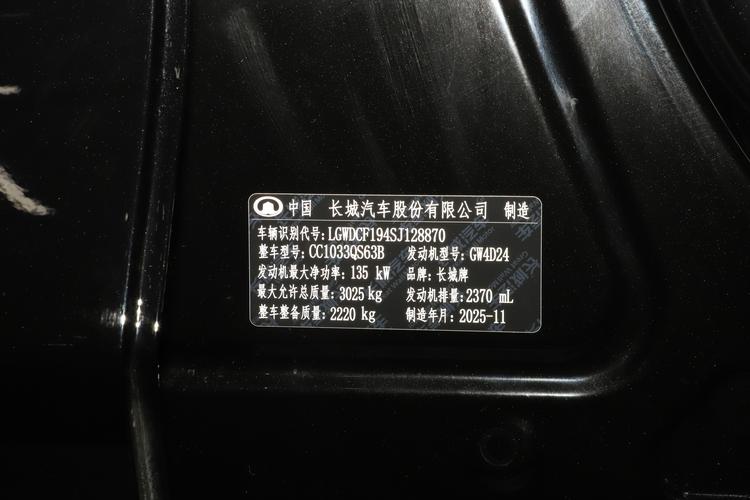 中国 长城汽车股份有限公司 制造
车辆识别代号: LGWDCF194SJ128870
整车型号: CC1033QS63B 发动机型号: GW4D24
发动机最大净功率: 135 kW 品牌: 长城牌
最大允许总质量: 3025 kg 发动机排量: 2370 mL
整车整备质量: 2220 kg 制造年月: 2025-11